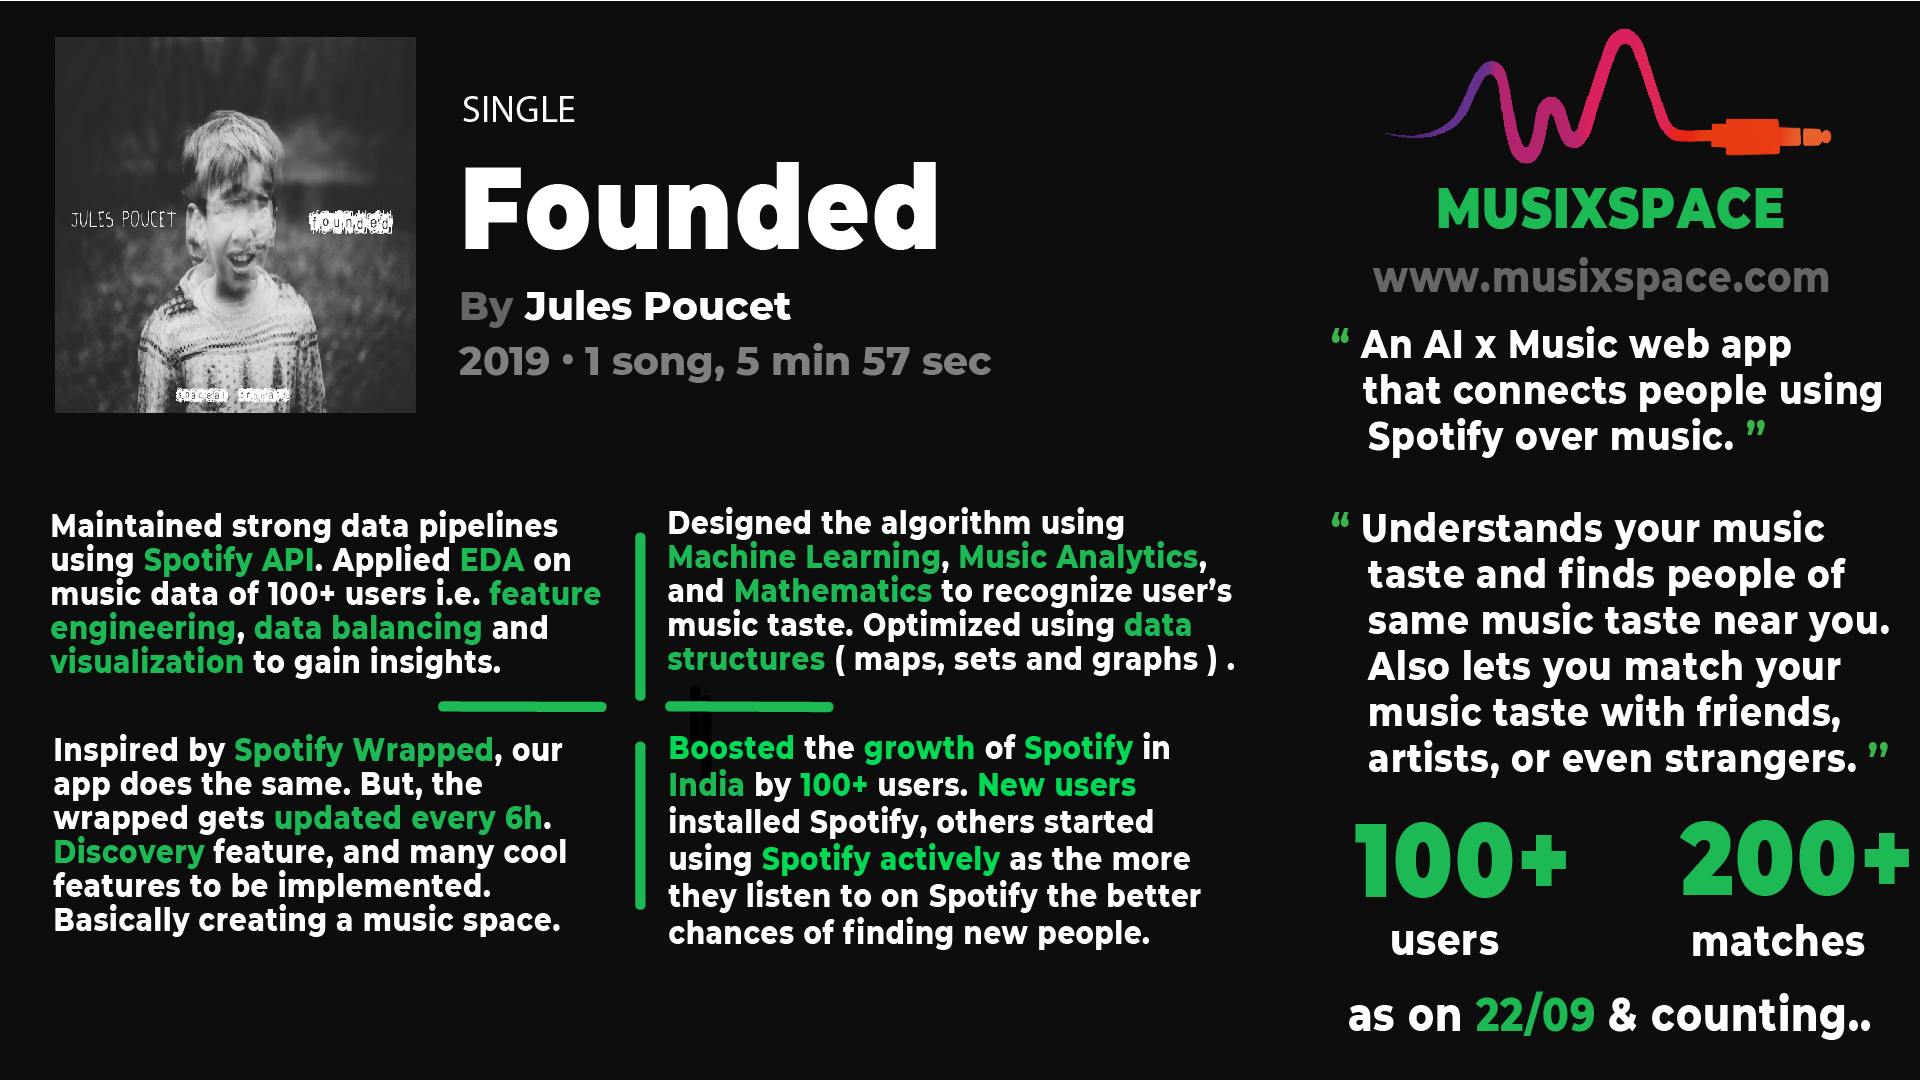 JULES POUCET
founded
SINGLE
Founded
By Jules Poucet
2019 • 1 song, 5 min 57 sec
Maintained strong data pipelines
using Spotify API. Applied EDA on
music data of 100+ users i.e. feature
engineering, data balancing and
visualization to gain insights.
Designed the algorithm using
Machine Learning, Music Analytics,
and Mathematics to recognize user’s
music taste. Optimized using data
structures ( maps, sets and graphs ) .
Inspired by Spotify Wrapped, our
app does the same. But, the
wrapped gets updated every 6h.
Discovery feature, and many cool
features to be implemented.
Basically creating a music space.
Boosted the growth of Spotify in
India by 100+ users. New users
installed Spotify, others started
using Spotify actively as the more
they listen to on Spotify the better
chances of finding new people.
MUSIXSPACE
www.musixspace.com
“ An AI x Music web app
that connects people using
Spotify over music. ”
“ Understands your music
taste and finds people of
same music taste near you.
Also lets you match your
music taste with friends,
artists, or even strangers. ”
100+
users
200+
matches
as on 22/09 & counting..